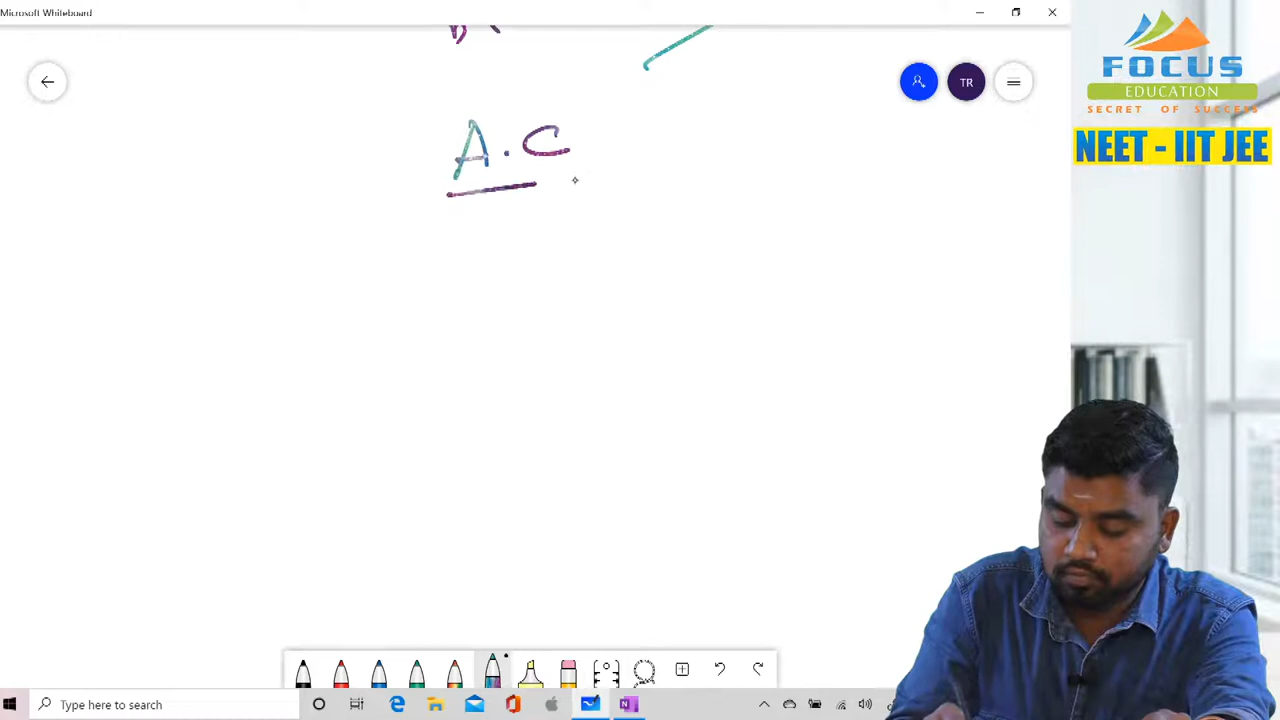 Microsoft Whiteboard
TR
A.C
FOCUS
EDUCATION
SECRET OF SUCCESS
NEET - IIT JEE
Type here to search